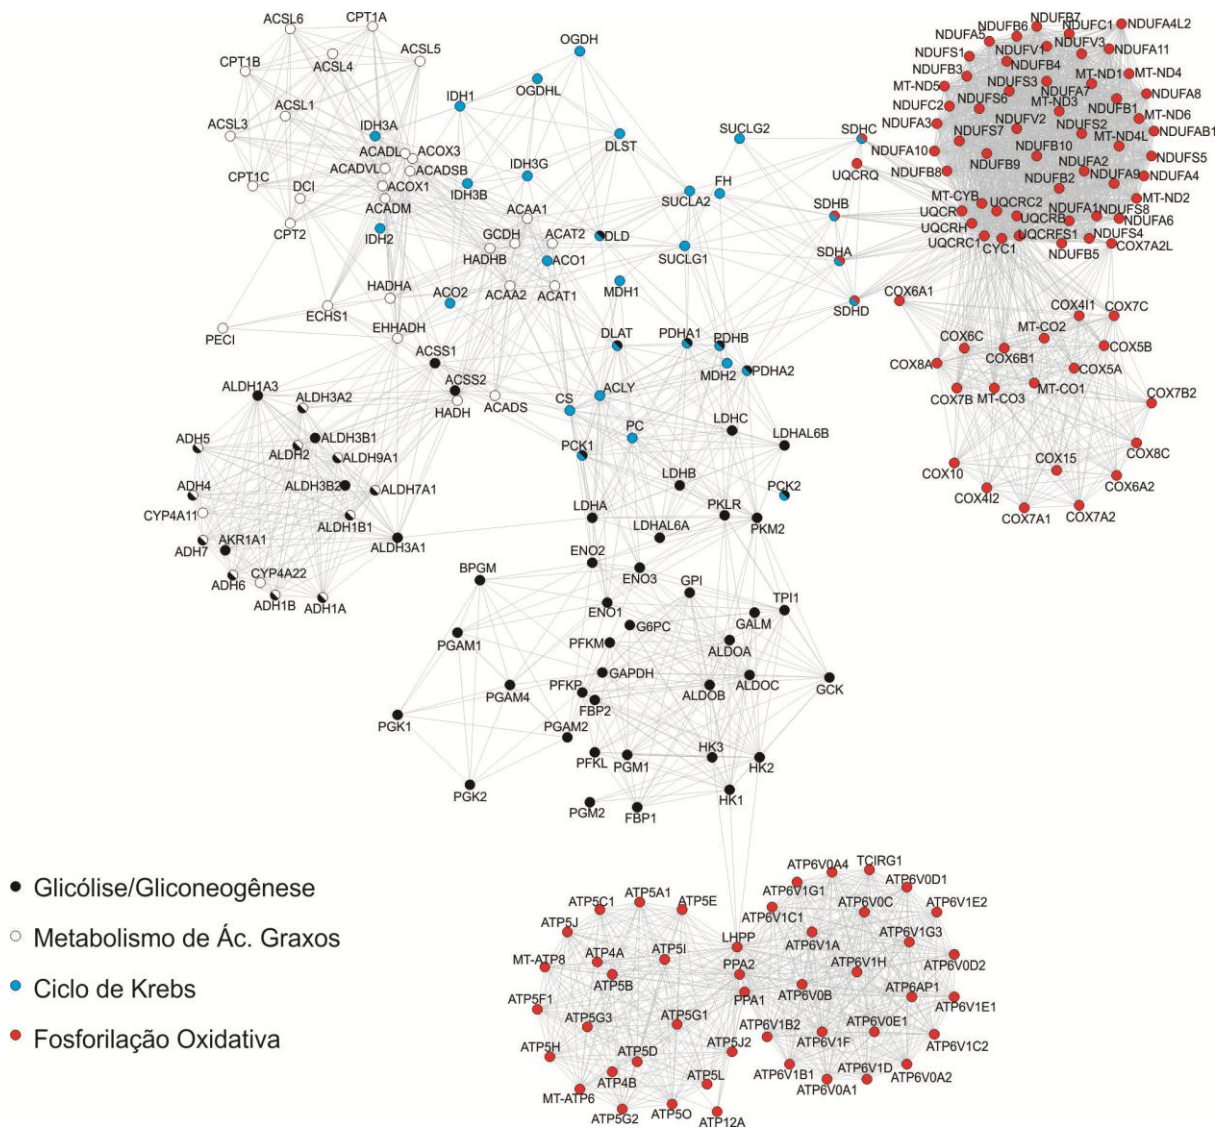 ACSL6
CPT1A
ACSL5
ACSL4
CPT1B
ACSL1
ACSL3
CPT1C
DCI
CPT2
IDH3A
ACADL
ACOX3
ACADVL
ACADSB
ACOX1
ACADM
IDH2
OGDH
OGDHL
IDH1
DLST
IDH3G
IDH3B
SUCLG2
FH
SUCLA2
SUCLG1
ACAA1
GCDH
ACAT2
HADHB
ACO1
ACAA2
ACAT1
DLD
MDH1
HADHA
ACO2
ECHS1
EHHADH
PECI
SDHC
UQCRQ
SDHB
SDHA
SDHD
NDUFB7
NDUFB6
NDUFC1
NDUFA4L2
NDUFA5
NDUFV1
NDUFV3
NDUFA11
NDUFS1
NDUFB4
NDUFB3
NDUFS3
MT-ND1
MT-ND4
MT-ND5
NDUFA7
NDUFA8
NDUFC2
NDUFS6
MT-ND3
NDUFB1
MT-ND6
NDUFA3
NDUFV2
NDUFS2
NDUFAB1
NDUFS7
MT-ND4L
NDUFA10
NDUFB10
NDUFS5
NDUFB9
NDUFA2
NDUFB8
NDUFA9
NDUFA4
NDUFB2
MT-CYB
UQCRC2
MT-ND2
UQCR
UQCRB
NDUFA1
NDUFS8
NDUFA6
UQCRH
UQCRFS1
NDUFS4
UQCRC1
CYC1
NDUFB5
COX7A2L
COX6A1
COX4I1
COX7C
COX6C
MT-CO2
COX5B
COX8A
COX6B1
COX5A
COX7B
MT-CO3
MT-CO1
COX7B2
COX8C
COX10
COX15
COX6A2
COX4I2
COX7A1
COX7A2
DLAT
PDHA1
PDHB
MDH2
PDHA2
ACSS1
ACSS2
HADH
ACADS
CS
ACLY
PC
PCK1
LDHC
LDHAL6B
LDHB
PCK2
LDHA
LDHAL6A
PKLR
PKM2
ALDH1A3
ALDH3A2
ADH5
ALDH3B1
ALDH2
ALDH9A1
ADH4
ALDH3B2
ALDH7A1
CYP4A11
ALDH1B1
ADH7
AKR1A1
ALDH3A1
ADH6
CYP4A22
ADH1B
ADH1A
BPGM
ENO2
ENO3
GPI
TPI1
ENO1
G6PC
GALM
PGAM1
PFKM
ALDOA
GAPDH
PGAM4
PFKP
ALDOB
ALDOC
GCK
FBP2
PGK1
PGAM2
PFKL
PGM1
HK3
HK2
PGK2
HK1
PGM2
FBP1
Glicólise/Gliconeogênese
Metabolismo de Ác. Graxos
Ciclo de Krebs
Fosforilação Oxidativa
ATP5C1
ATP5A1
ATP5E
ATP5J
ATP4A
ATP5I
MT-ATP8
ATP5B
ATP5F1
ATP5G3
ATP5G1
ATP5H
ATP5D
ATP5J2
ATP4B
ATP5L
MT-ATP6
ATP5G2
ATP5O
ATP12A
LHPP
PPA2
PPA1
ATP6V0A4
TCIRG1
ATP6V1G1
ATP6V0D1
ATP6V1C1
ATP6V0C
ATP6V1E2
ATP6V1A
ATP6V1G3
ATP6V1H
ATP6V0D2
ATP6V0B
ATP6AP1
ATP6V1E1
ATP6V1B2
ATP6V0E1
ATP6V1F
ATP6V1C2
ATP6V1B1
ATP6V1D
ATP6V0A2
ATP6V0A1